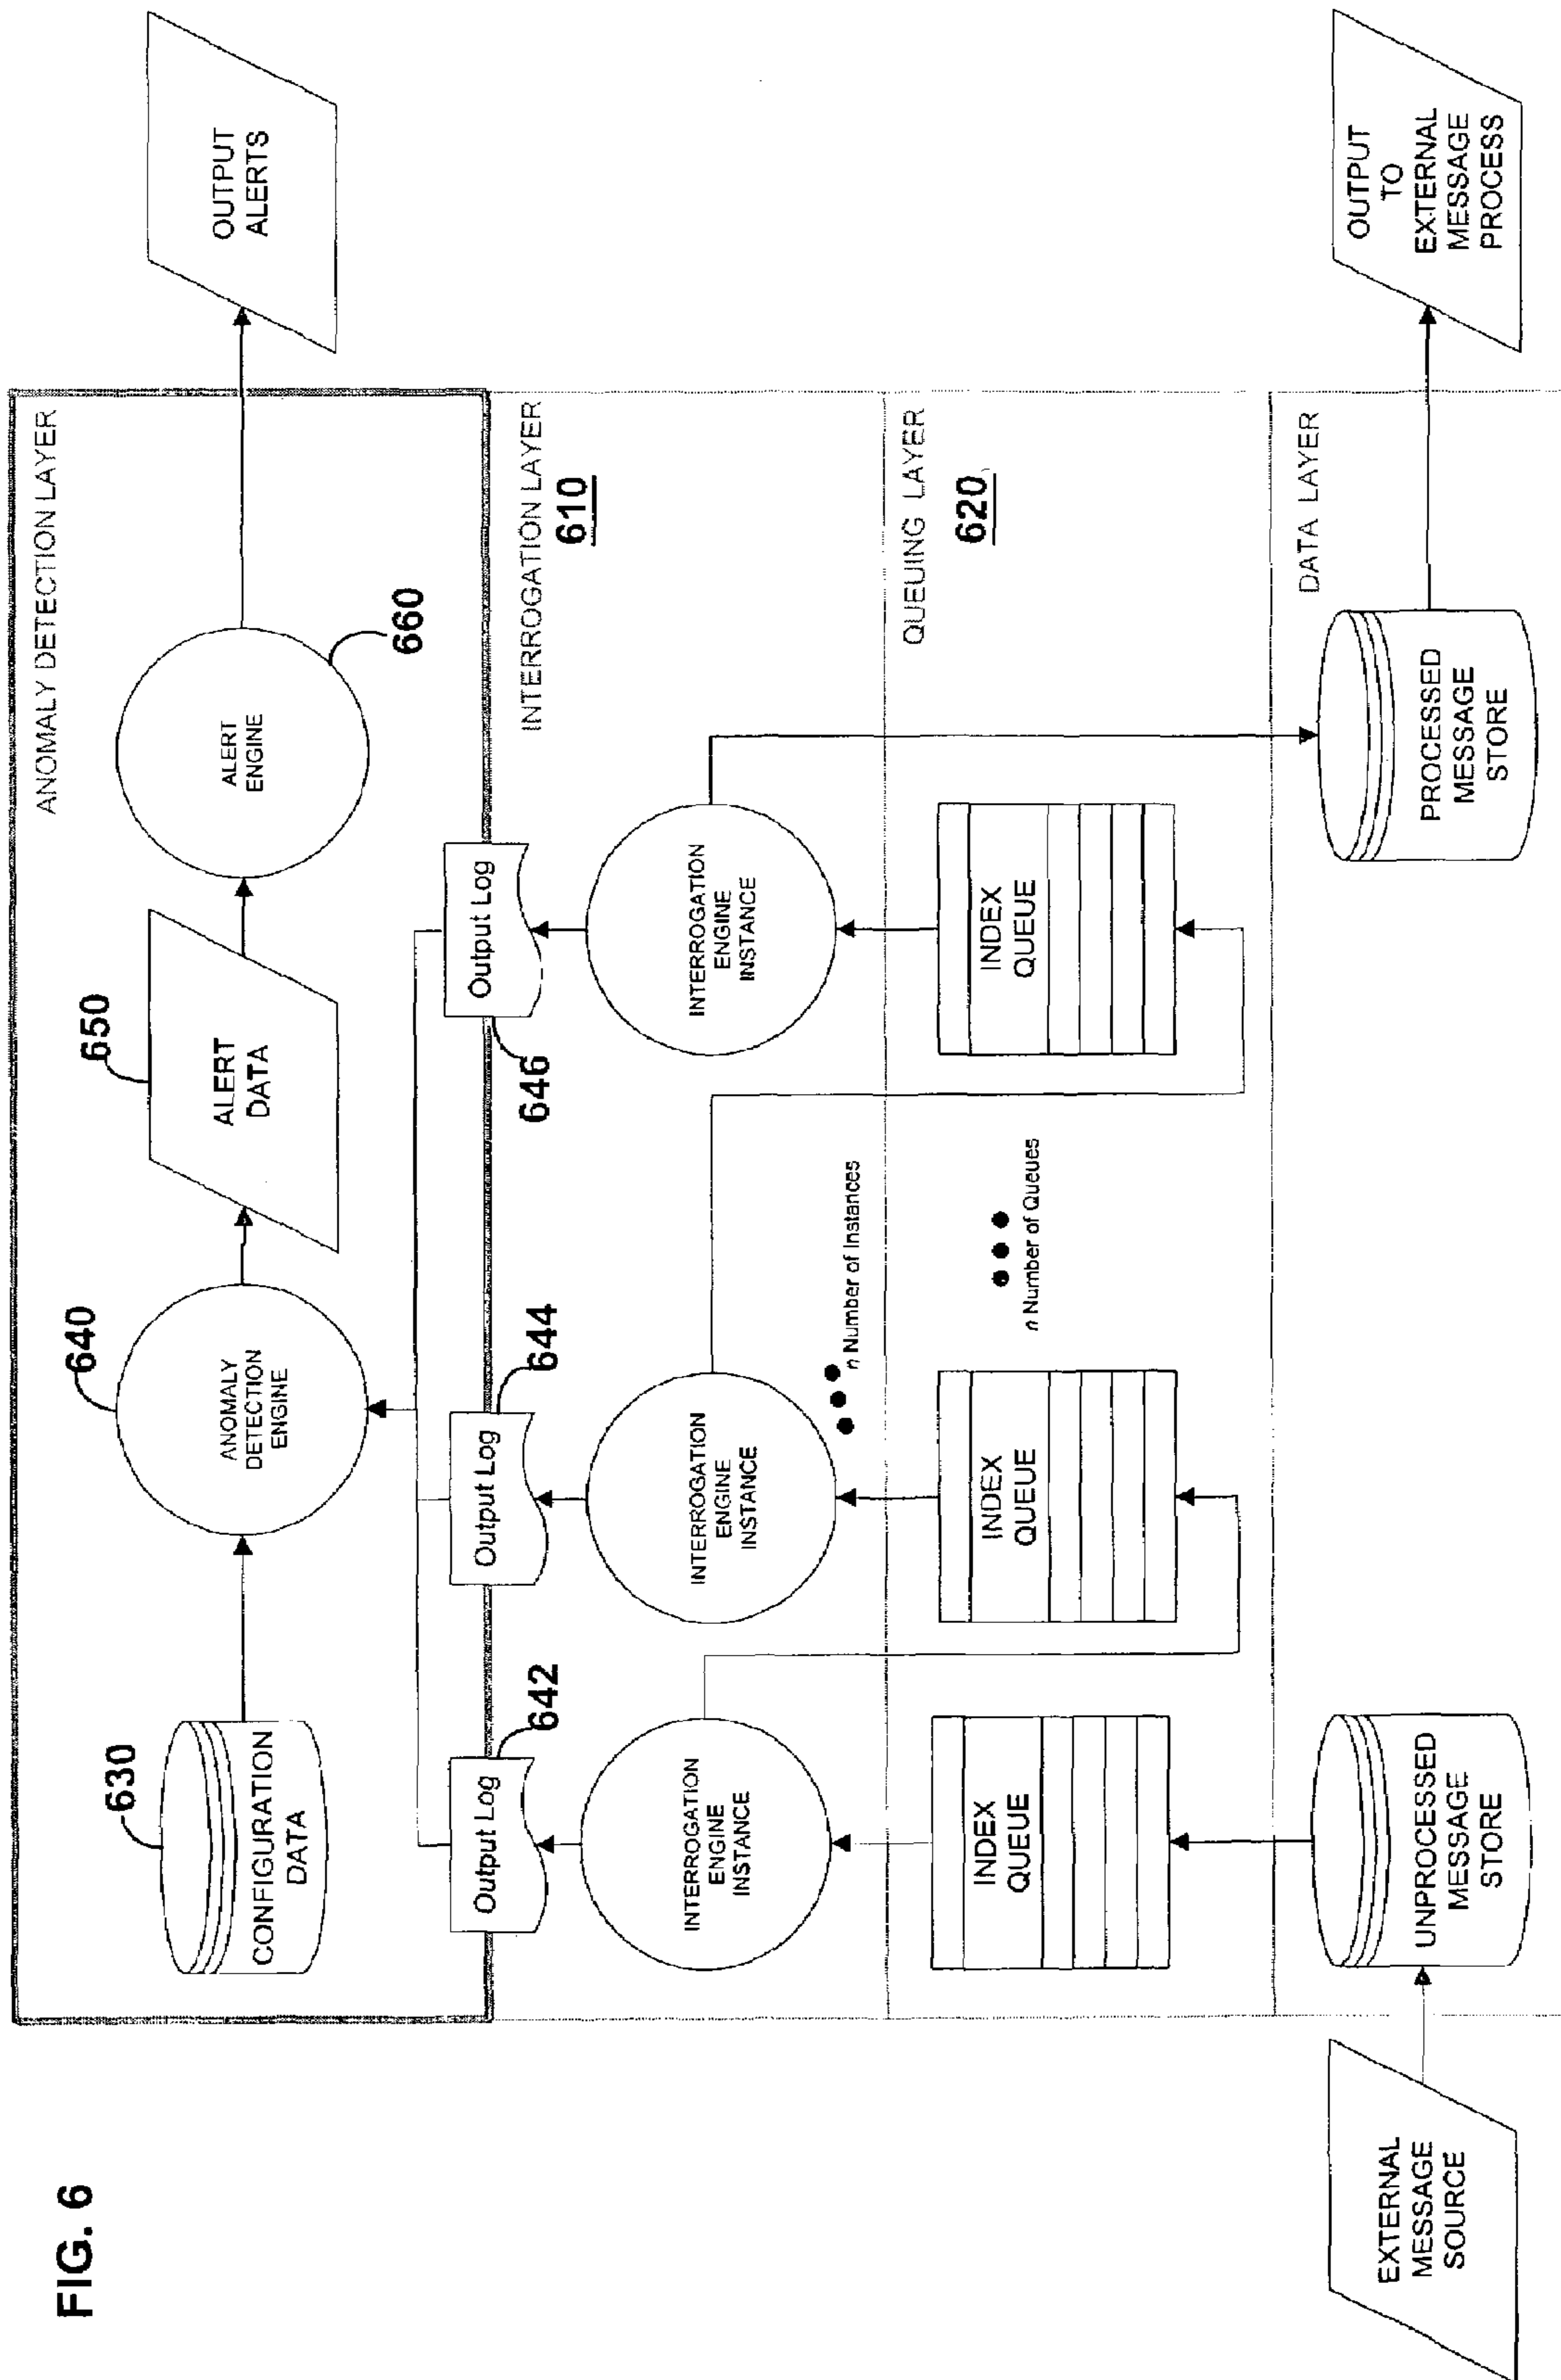 FIG. 6
ANOMALY DETECTION LAYER
630
CONFIGURATION
DATA
640
ANOMALY
DETECTION
ENGINE
650
ALERT
DATA
ALERT
ENGINE
660
OUTPUT
ALERTS
Output Log
642
Output Log
644
Output Log
646
INTERROGATION LAYER
610
INTERROGATION
ENGINE
INSTANCE
INTERROGATION
ENGINE
INSTANCE
n Number of Instances
INTERROGATION
ENGINE
INSTANCE
QUEUING LAYER
620
INDEX
QUEUE
INDEX
QUEUE
n Number of Queues
INDEX
QUEUE
DATA LAYER
EXTERNAL
MESSAGE
SOURCE
UNPROCESSED
MESSAGE
STORE
PROCESSED
MESSAGE
STORE
OUTPUT
TO
EXTERNAL
MESSAGE
PROCESS